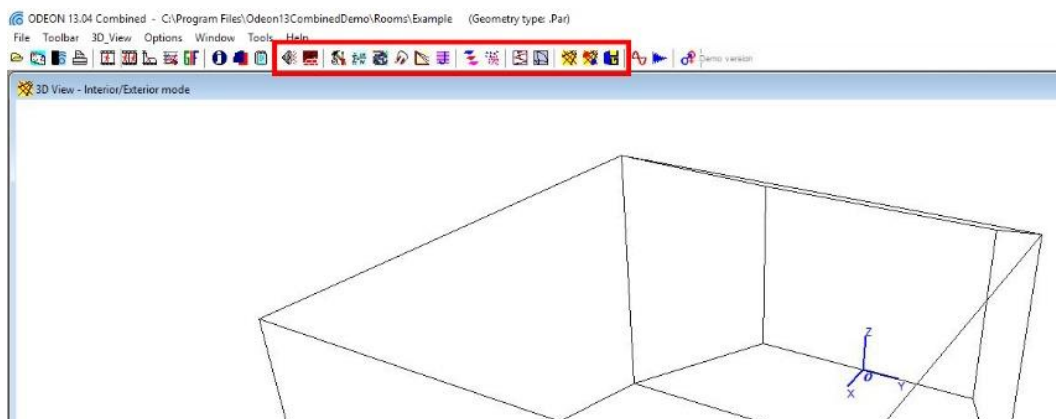 ODEON 13.04 Combined - C:\Program Files\Odeon13CombinedDemo\Rooms\Example (Geometry type: .Par)
File Toolbar 3D_View Options Window Tools Help
GIF Demo version
3D View - Interior/Exterior mode
Z
O
X Y